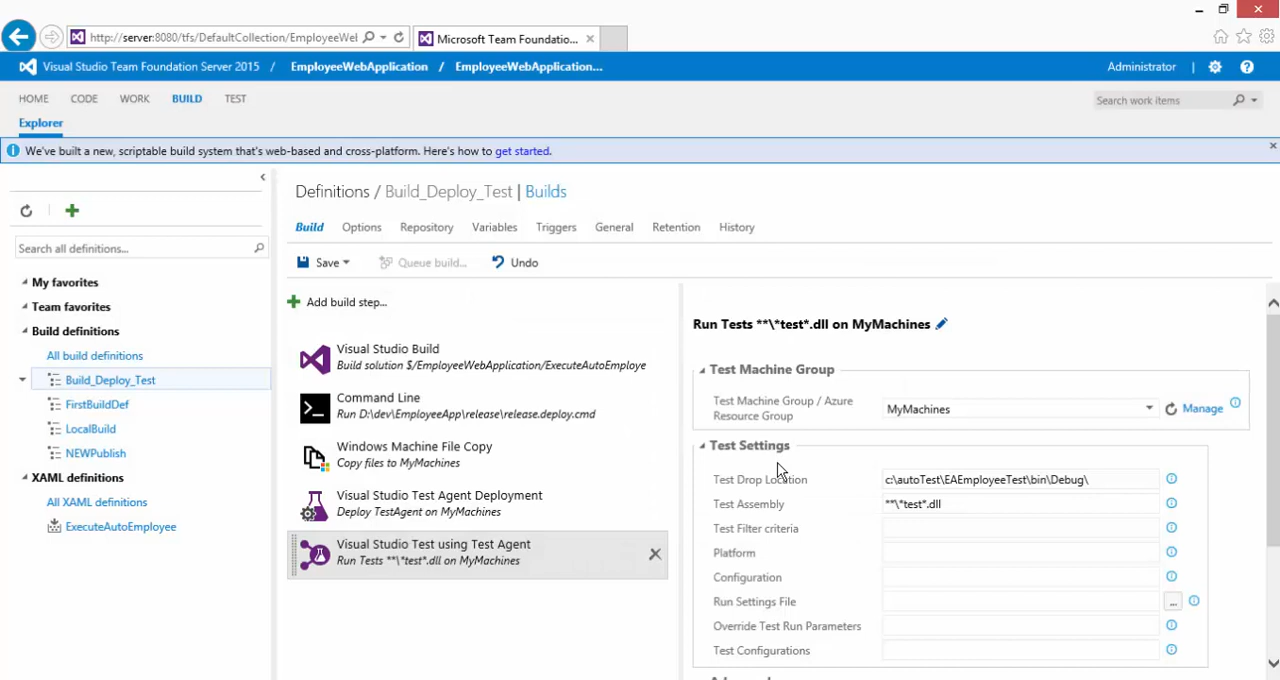 http://server:8080/tfs/DefaultCollection/EmployeeWel
Microsoft Team Foundatio...
Visual Studio Team Foundation Server 2015 / EmployeeWebApplication / EmployeeWebApplication...
Administrator
HOME CODE WORK BUILD TEST
Search work items
Explorer
We've built a new, scriptable build system that's web-based and cross-platform. Here's how to get started.
Definitions / Build_Deploy_Test | Builds
Build Options Repository Variables Triggers General Retention History
Search all definitions...
Save Queue build... Undo
My favorites
Team favorites
Build definitions
All build definitions
Build_Deploy_Test
FirstBuildDef
LocalBuild
NEWPublish
XAML definitions
All XAML definitions
ExecuteAutoEmployee
Add build step...
Visual Studio Build
Build solution $/EmployeeWebApplication/ExecuteAutoEmploye
Command Line
Run D:\dev\EmployeeApp\release\release.deploy.cmd
Windows Machine File Copy
Copy files to MyMachines
Visual Studio Test Agent Deployment
Deploy TestAgent on MyMachines
Visual Studio Test using Test Agent
Run Tests **\*test*.dll on MyMachines
Run Tests **\*test*.dll on MyMachines
Test Machine Group
Test Machine Group / Azure
Resource Group
MyMachines
Manage
Test Settings
Test Drop Location
c:\autoTest\EAEmployeeTest\bin\Debug\
Test Assembly
**\*test*.dll
Test Filter criteria
Platform
Configuration
Run Settings File
...
Override Test Run Parameters
Test Configurations